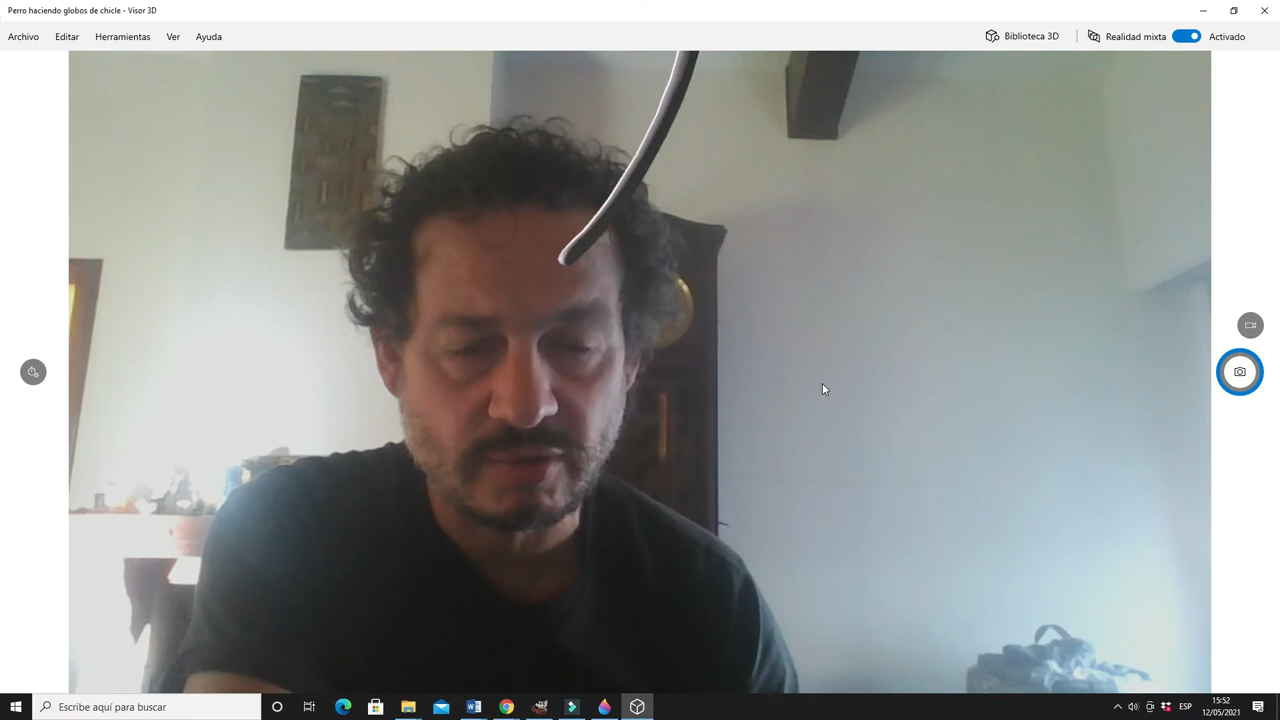 Perro haciendo globos de chicle - Visor 3D
Archivo Editar Herramientas Ver Ayuda Biblioteca 3D Realidad mixta Activado
Escribe aquí para buscar
ESP
15:52
12/05/2021